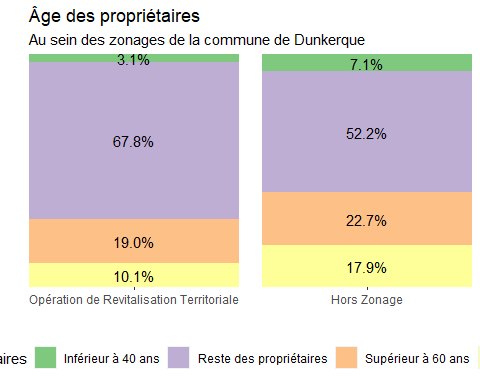 Âge des propriétaires
Au sein des zonages de la commune de Dunkerque
3.1%
7.1%
67.8%
52.2%
19.0%
22.7%
10.1%
17.9%
Opération de Revitalisation Territoriale
Hors Zonage
aires Inférieur à 40 ans Reste des propriétaires Supérieur à 60 ans